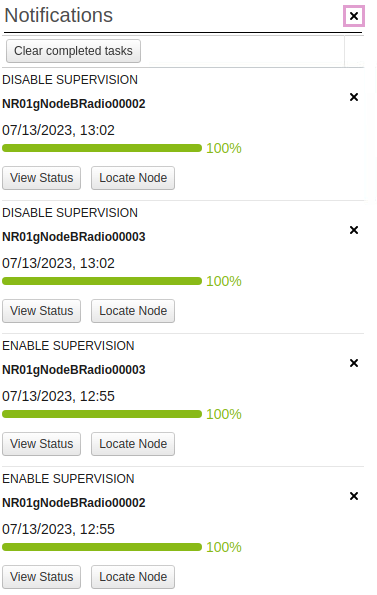 Notifications
Clear completed tasks
DISABLE SUPERVISION
NR01gNodeBRadio00002
07/13/2023, 13:02
100%
View Status Locate Node
DISABLE SUPERVISION
NR01gNodeBRadio00003
07/13/2023, 13:02
100%
View Status Locate Node
ENABLE SUPERVISION
NR01gNodeBRadio00003
07/13/2023, 12:55
100%
View Status Locate Node
ENABLE SUPERVISION
NR01gNodeBRadio00002
07/13/2023, 12:55
100%
View Status Locate Node